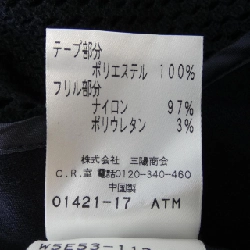 テープ部分
ポリエステル 100%
フリル部分
ナイロン 97%
ポリウレタン 3%
株式会社 三陽商会
C.R.室 電話0120-340-460
中国製
01421-17 ATM